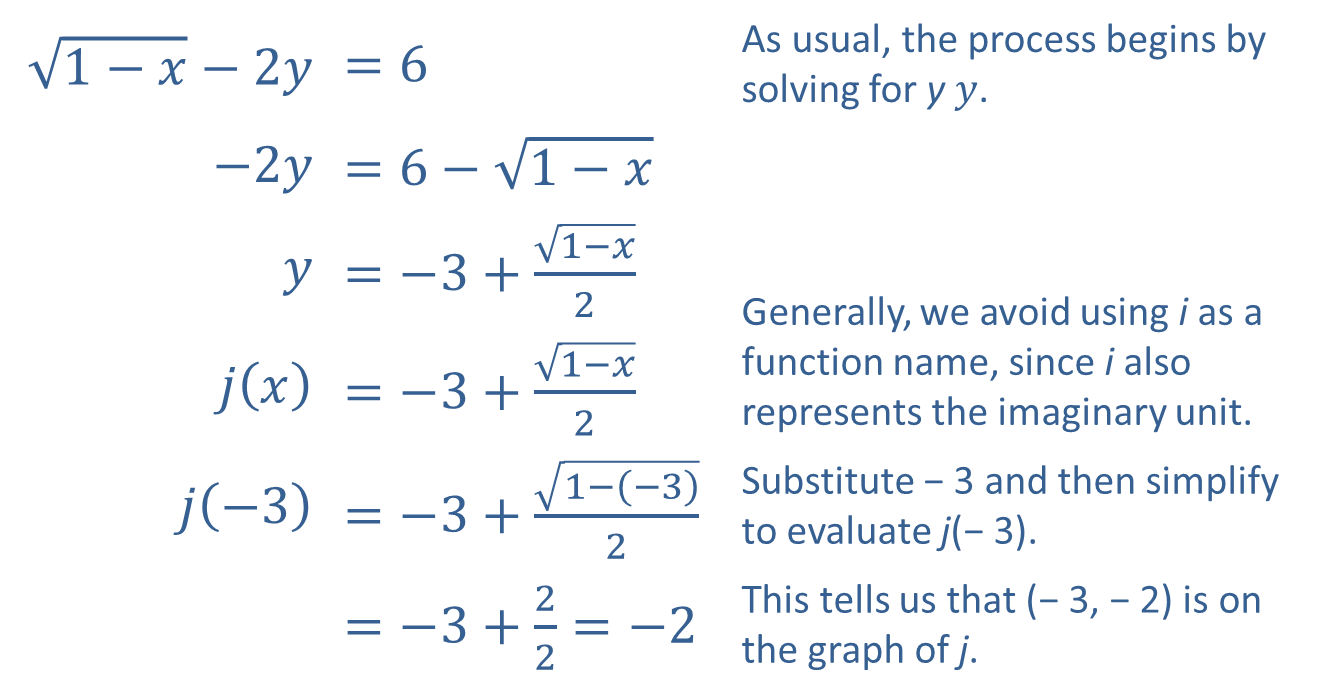 √1 − x − 2y = 6
As usual, the process begins by
solving for y y.
−2y = 6 − √1 − x
y = −3 + √1−x / 2
Generally, we avoid using i as a
function name, since i also
represents the imaginary unit.
j(x) = −3 + √1−x / 2
j(−3) = −3 + √1−(−3) / 2
Substitute − 3 and then simplify
to evaluate j(− 3).
= −3 + 2/2 = −2
This tells us that (− 3, − 2) is on
the graph of j.